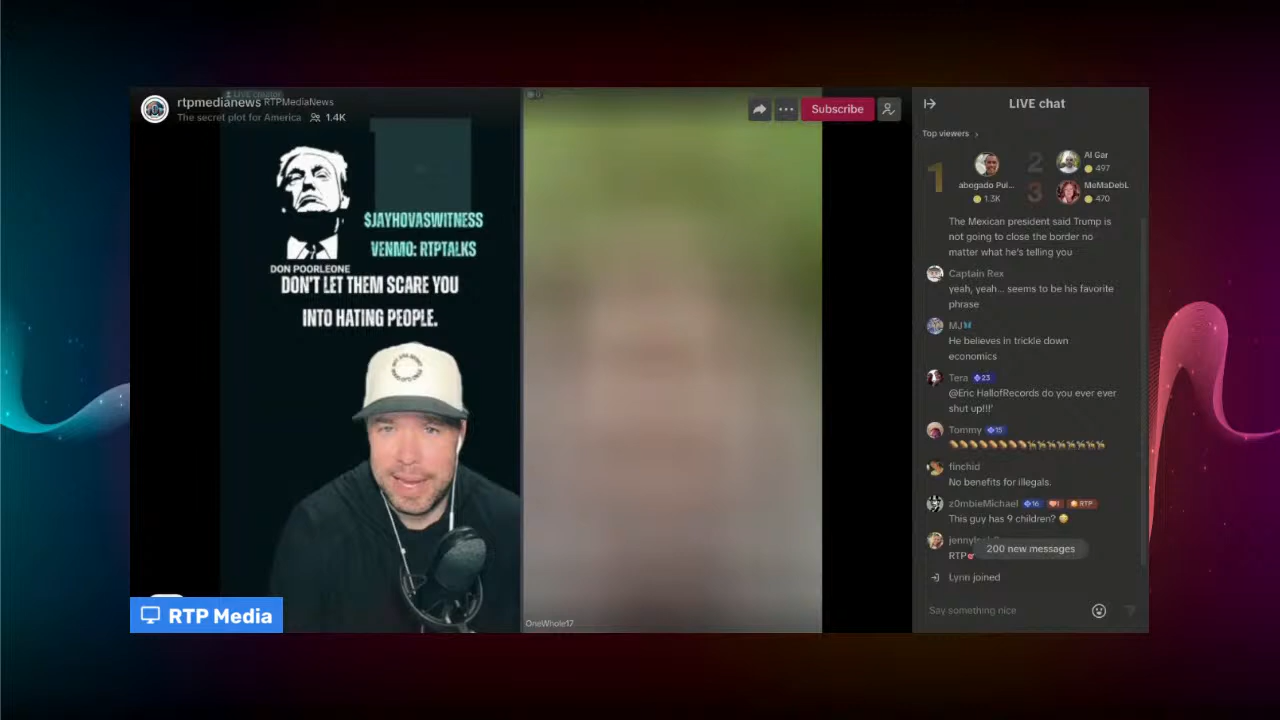 LIVE creator
rtpmedianews RTPMediaNews
The secret plot for America 1.4K
$JAYHOVASWITNESS
VENMO: RTPTALKS
DON POORLEONE
DON'T LET THEM SCARE YOU
INTO HATING PEOPLE.
RTP Media
0
Subscribe
OneWhole17
LIVE chat
Top viewers
1
abogado Pul...
1.3K
2
Al Gar
497
3
MeMaDebL
470
The Mexican president said Trump is
not going to close the border no
matter what he's telling you
Captain Rex
yeah, yeah... seems to be his favorite
phrase
MJ
He believes in trickle down
economics
Tera 23
@Eric HallofRecords do you ever ever
shut up!!!'
Tommy 15
finchid
No benefits for illegals.
z0mbieMichael 16 RTP
This guy has 9 children?
RTP
200 new messages
Lynn joined
Say something nice